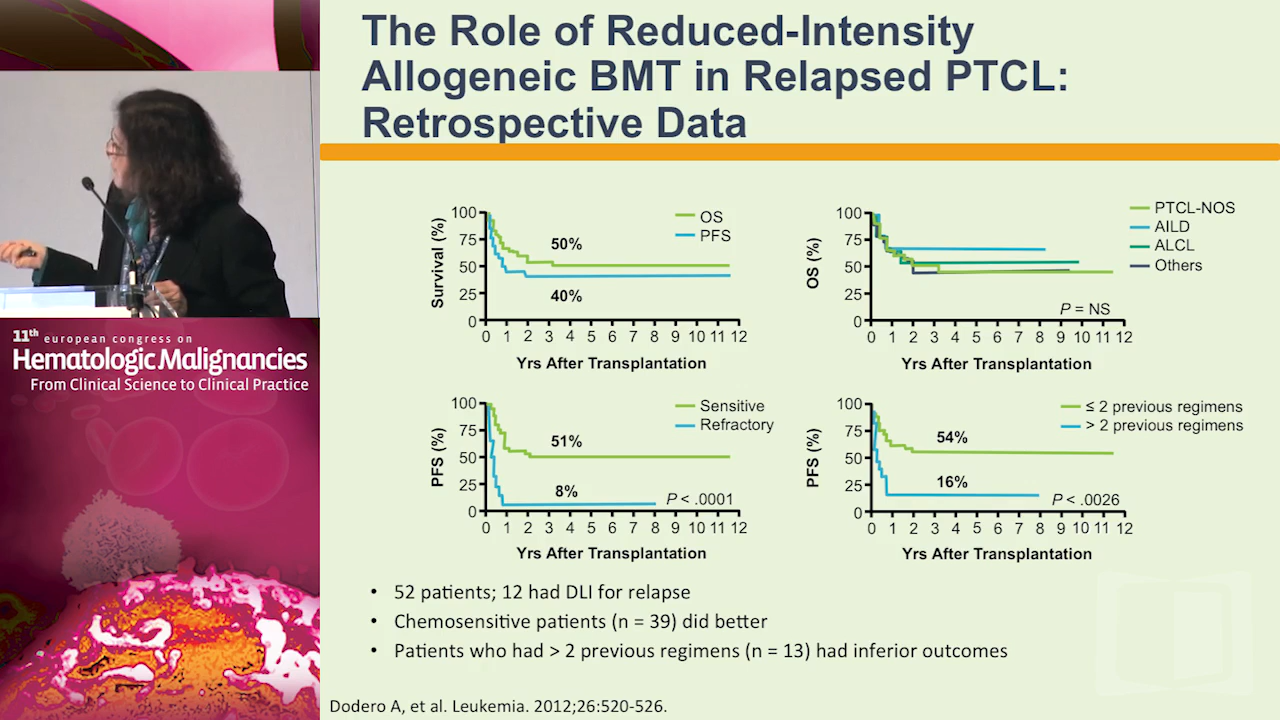 The Role of Reduced-Intensity
Allogeneic BMT in Relapsed PTCL:
Retrospective Data
11th european congress on
Hematologic Malignancies
From Clinical Science to Clinical Practice
Survival (%)
100
75
50
25
0
OS
PFS
50%
40%
0 1 2 3 4 5 6 7 8 9 10 11 12
Yrs After Transplantation
OS (%)
100
75
50
25
0
PTCL-NOS
AILD
ALCL
Others
P = NS
0 1 2 3 4 5 6 7 8 9 10 11 12
Yrs After Transplantation
PFS (%)
100
75
50
25
0
Sensitive
Refractory
51%
8%
P < .0001
0 1 2 3 4 5 6 7 8 9 10 11 12
Yrs After Transplantation
PFS (%)
100
75
50
25
0
≤ 2 previous regimens
> 2 previous regimens
54%
16%
P < .0026
0 1 2 3 4 5 6 7 8 9 10 11 12
Yrs After Transplantation
• 52 patients; 12 had DLI for relapse
• Chemosensitive patients (n = 39) did better
• Patients who had > 2 previous regimens (n = 13) had inferior outcomes
Dodero A, et al. Leukemia. 2012;26:520-526.